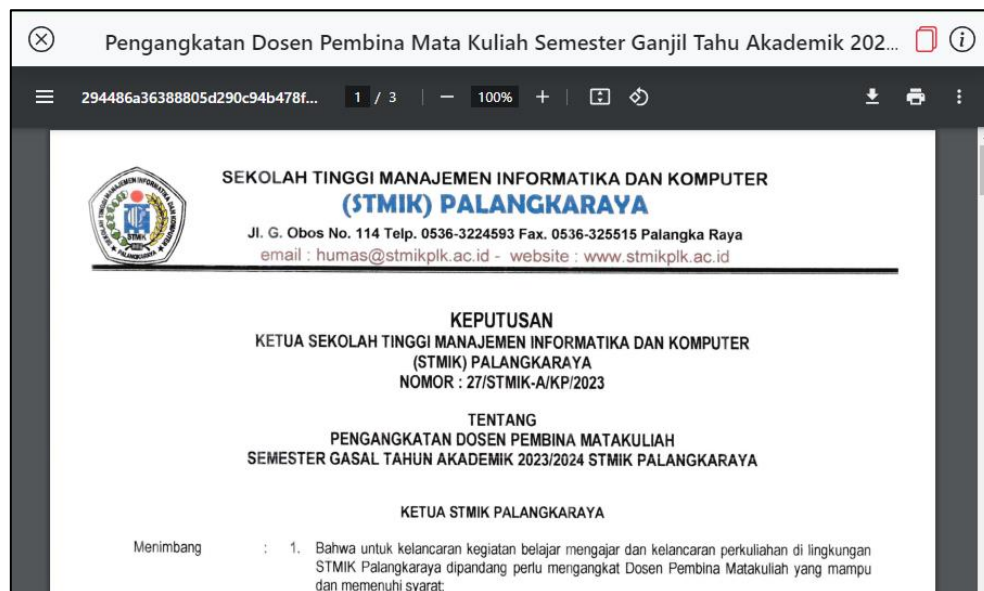 Pengangkatan Dosen Pembina Mata Kuliah Semester Ganjil Tahu Akademik 202...
294486a36388805d290c94b478f... 1 / 3 100%
SEKOLAH TINGGI MANAJEMEN INFORMATIKA DAN KOMPUTER
(STMIK) PALANGKARAYA
Jl. G. Obos No. 114 Telp. 0536-3224593 Fax. 0536-325515 Palangka Raya
email : humas@stmikplk.ac.id - website : www.stmikplk.ac.id
KEPUTUSAN
KETUA SEKOLAH TINGGI MANAJEMEN INFORMATIKA DAN KOMPUTER
(STMIK) PALANGKARAYA
NOMOR : 27/STMIK-A/KP/2023
TENTANG
PENGANGKATAN DOSEN PEMBINA MATAKULIAH
SEMESTER GASAL TAHUN AKADEMIK 2023/2024 STMIK PALANGKARAYA
KETUA STMIK PALANGKARAYA
Menimbang : 1. Bahwa untuk kelancaran kegiatan belajar mengajar dan kelancaran perkuliahan di lingkungan
STMIK Palangkaraya dipandang perlu mengangkat Dosen Pembina Matakuliah yang mampu
dan memenuhi syarat;